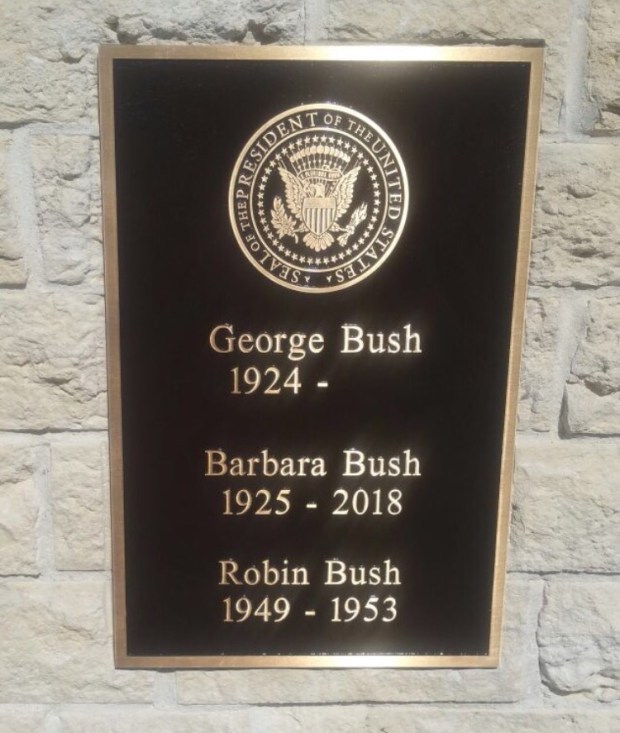 SEAL OF THE PRESIDENT OF THE UNITED STATES
George Bush
1924 -
Barbara Bush
1925 - 2018
Robin Bush
1949 - 1953